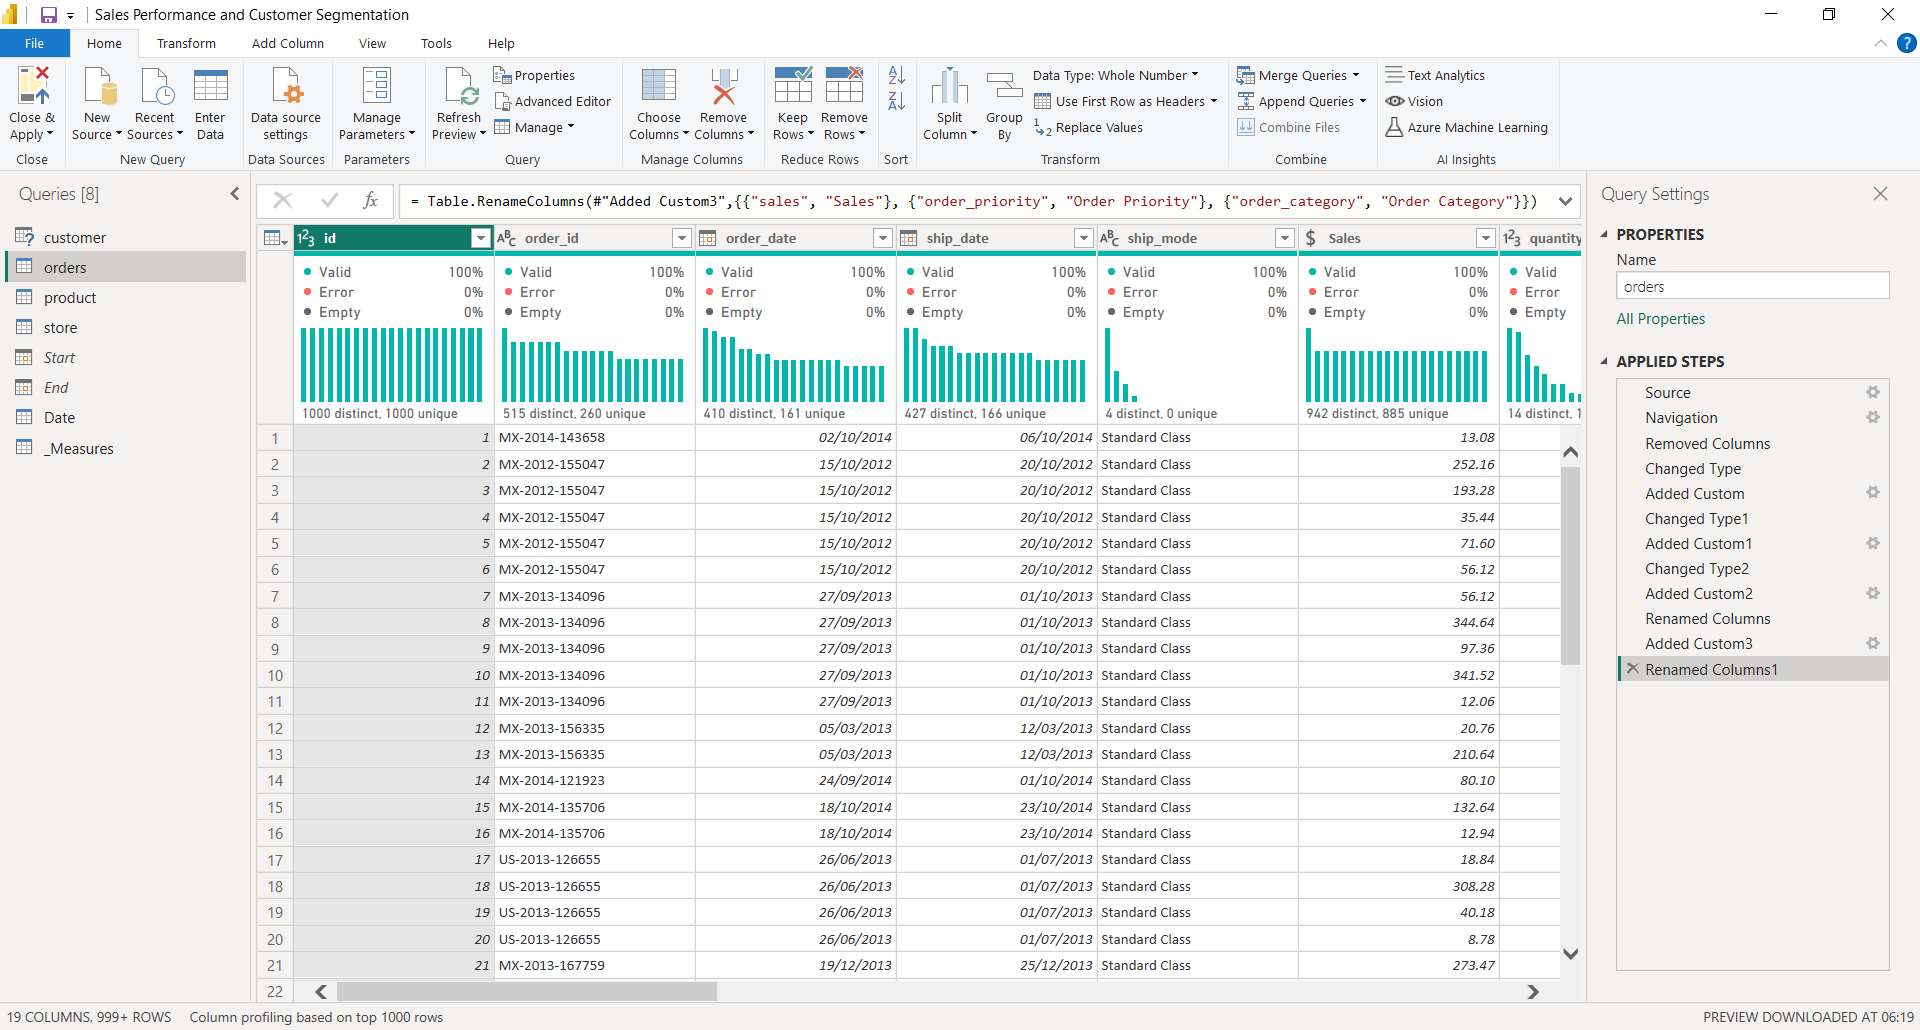 Sales Performance and Customer Segmentation
File Home Transform Add Column View Tools Help
Close & Apply
Close
New Source
Recent Sources
Enter Data
New Query
Data source settings
Data Sources
Manage Parameters
Parameters
Refresh Preview
Properties
Advanced Editor
Manage
Query
Choose Columns
Remove Columns
Manage Columns
Keep Rows
Remove Rows
Reduce Rows
Sort
Split Column
Group By
Data Type: Whole Number
Use First Row as Headers
Replace Values
Transform
Merge Queries
Append Queries
Combine Files
Combine
Text Analytics
Vision
Azure Machine Learning
AI Insights
Queries [8]
customer
orders
product
store
Start
End
Date
_Measures
fx = Table.RenameColumns(#"Added Custom3",{{"sales", "Sales"}, {"order_priority", "Order Priority"}, {"order_category", "Order Category"}})
123 id ABC order_id order_date ship_date ABC ship_mode $ Sales 123 quantity
Valid 100% Valid 100% Valid 100% Valid 100% Valid 100% Valid 100% Valid
Error 0% Error 0% Error 0% Error 0% Error 0% Error 0% Error
Empty 0% Empty 0% Empty 0% Empty 0% Empty 0% Empty 0% Empty
1000 distinct, 1000 unique 515 distinct, 260 unique 410 distinct, 161 unique 427 distinct, 166 unique 4 distinct, 0 unique 942 distinct, 885 unique 14 distinct, 1
1 1 MX-2014-143658 02/10/2014 06/10/2014 Standard Class 13.08
2 2 MX-2012-155047 15/10/2012 20/10/2012 Standard Class 252.16
3 3 MX-2012-155047 15/10/2012 20/10/2012 Standard Class 193.28
4 4 MX-2012-155047 15/10/2012 20/10/2012 Standard Class 35.44
5 5 MX-2012-155047 15/10/2012 20/10/2012 Standard Class 71.60
6 6 MX-2012-155047 15/10/2012 20/10/2012 Standard Class 56.12
7 7 MX-2013-134096 27/09/2013 01/10/2013 Standard Class 56.12
8 8 MX-2013-134096 27/09/2013 01/10/2013 Standard Class 344.64
9 9 MX-2013-134096 27/09/2013 01/10/2013 Standard Class 97.36
10 10 MX-2013-134096 27/09/2013 01/10/2013 Standard Class 341.52
11 11 MX-2013-134096 27/09/2013 01/10/2013 Standard Class 12.06
12 12 MX-2013-156335 05/03/2013 12/03/2013 Standard Class 20.76
13 13 MX-2013-156335 05/03/2013 12/03/2013 Standard Class 210.64
14 14 MX-2014-121923 24/09/2014 01/10/2014 Standard Class 80.10
15 15 MX-2014-135706 18/10/2014 23/10/2014 Standard Class 132.64
16 16 MX-2014-135706 18/10/2014 23/10/2014 Standard Class 12.94
17 17 US-2013-126655 26/06/2013 01/07/2013 Standard Class 18.84
18 18 US-2013-126655 26/06/2013 01/07/2013 Standard Class 308.28
19 19 US-2013-126655 26/06/2013 01/07/2013 Standard Class 40.18
20 20 US-2013-126655 26/06/2013 01/07/2013 Standard Class 8.78
21 21 MX-2013-167759 19/12/2013 25/12/2013 Standard Class 273.47
22
Query Settings
PROPERTIES
Name
orders
All Properties
APPLIED STEPS
Source
Navigation
Removed Columns
Changed Type
Added Custom
Changed Type1
Added Custom1
Changed Type2
Added Custom2
Renamed Columns
Added Custom3
Renamed Columns1
19 COLUMNS, 999+ ROWS Column profiling based on top 1000 rows PREVIEW DOWNLOADED AT 06:19